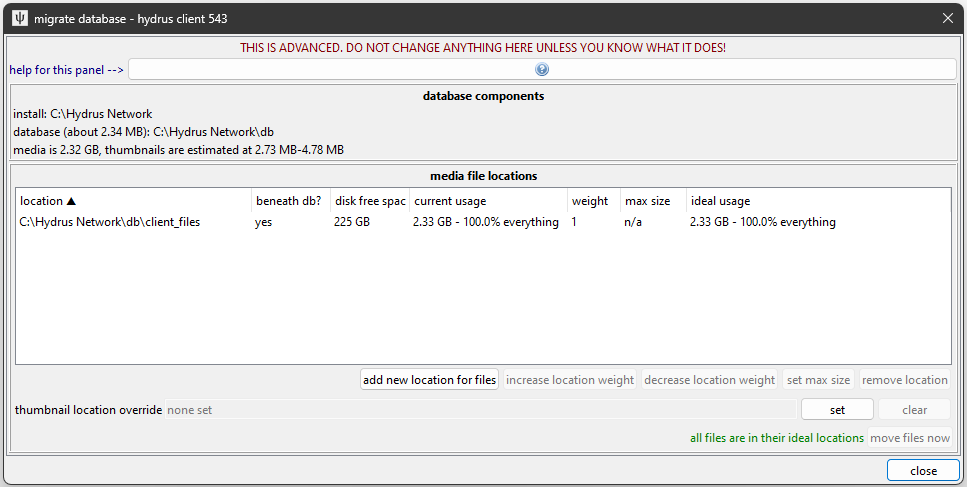 migrate database - hydrus client 543
THIS IS ADVANCED. DO NOT CHANGE ANYTHING HERE UNLESS YOU KNOW WHAT IT DOES!
help for this panel -->
database components
install: C:\Hydrus Network
database (about 2.34 MB): C:\Hydrus Network\db
media is 2.32 GB, thumbnails are estimated at 2.73 MB-4.78 MB
media file locations
location beneath db? disk free spac current usage weight max size ideal usage
C:\Hydrus Network\db\client_files yes 225 GB 2.33 GB - 100.0% everything 1 n/a 2.33 GB - 100.0% everything
add new location for files increase location weight decrease location weight set max size remove location
thumbnail location override none set set clear
all files are in their ideal locations move files now
close